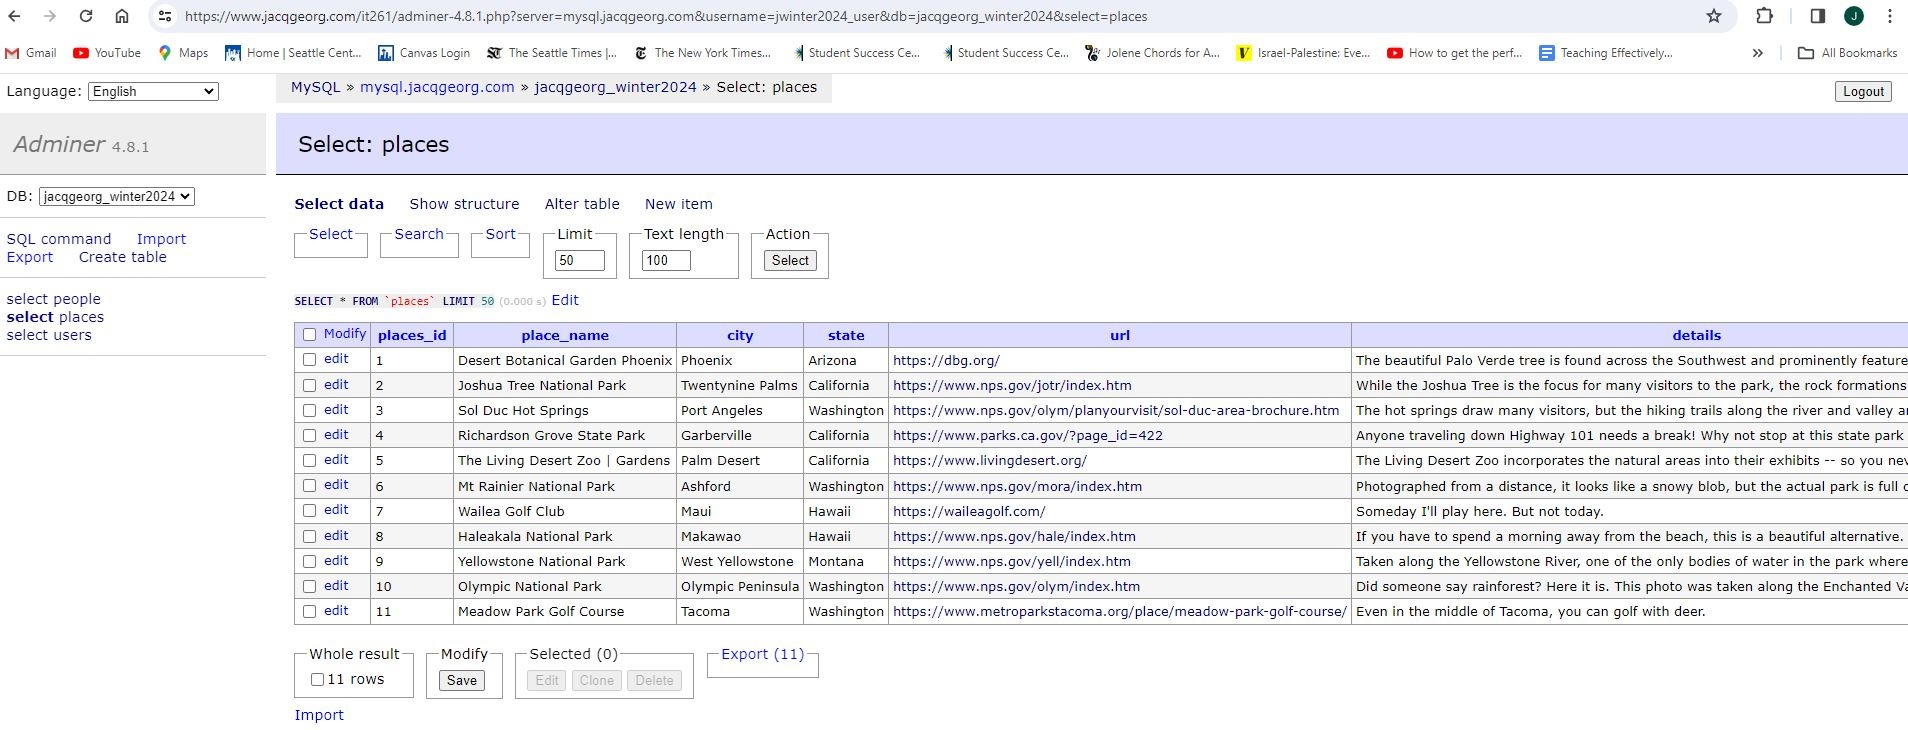 https://www.jacqgeorg.com/it261/adminer-4.8.1.php?server=mysql.jacqgeorg.com&username=jwinter2024_user&db=jacqgeorg_winter2024&select=places
J
Gmail YouTube Maps Home | Seattle Cent... Canvas Login The Seattle Times |... The New York Times... Student Success Ce... Student Success Ce... Jolene Chords for A... Israel-Palestine: Eve... How to get the perf... Teaching Effectively... » All Bookmarks
Language: English MySQL » mysql.jacqgeorg.com » jacqgeorg_winter2024 » Select: places Logout
Adminer 4.8.1 Select: places
DB: jacqgeorg_winter2024
Select data Show structure Alter table New item
SQL command Import
Export Create table
select people
select places
select users
Select Search Sort Limit Text length Action
50 100 Select
SELECT * FROM `places` LIMIT 50 (0.000 s) Edit
Modify places_id place_name city state url details
edit 1 Desert Botanical Garden Phoenix Phoenix Arizona https://dbg.org/ The beautiful Palo Verde tree is found across the Southwest and prominently feature
edit 2 Joshua Tree National Park Twentynine Palms California https://www.nps.gov/jotr/index.htm While the Joshua Tree is the focus for many visitors to the park, the rock formations
edit 3 Sol Duc Hot Springs Port Angeles Washington https://www.nps.gov/olym/planyourvisit/sol-duc-area-brochure.htm The hot springs draw many visitors, but the hiking trails along the river and valley a
edit 4 Richardson Grove State Park Garberville California https://www.parks.ca.gov/?page_id=422 Anyone traveling down Highway 101 needs a break! Why not stop at this state park
edit 5 The Living Desert Zoo | Gardens Palm Desert California https://www.livingdesert.org/ The Living Desert Zoo incorporates the natural areas into their exhibits -- so you nev
edit 6 Mt Rainier National Park Ashford Washington https://www.nps.gov/mora/index.htm Photographed from a distance, it looks like a snowy blob, but the actual park is full
edit 7 Wailea Golf Club Maui Hawaii https://waileagolf.com/ Someday I'll play here. But not today.
edit 8 Haleakala National Park Makawao Hawaii https://www.nps.gov/hale/index.htm If you have to spend a morning away from the beach, this is a beautiful alternative.
edit 9 Yellowstone National Park West Yellowstone Montana https://www.nps.gov/yell/index.htm Taken along the Yellowstone River, one of the only bodies of water in the park where
edit 10 Olympic National Park Olympic Peninsula Washington https://www.nps.gov/olym/index.htm Did someone say rainforest? Here it is. This photo was taken along the Enchanted Va
edit 11 Meadow Park Golf Course Tacoma Washington https://www.metroparkstacoma.org/place/meadow-park-golf-course/ Even in the middle of Tacoma, you can golf with deer.
Whole result Modify Selected (0) Export (11)
11 rows Save Edit Clone Delete
Import